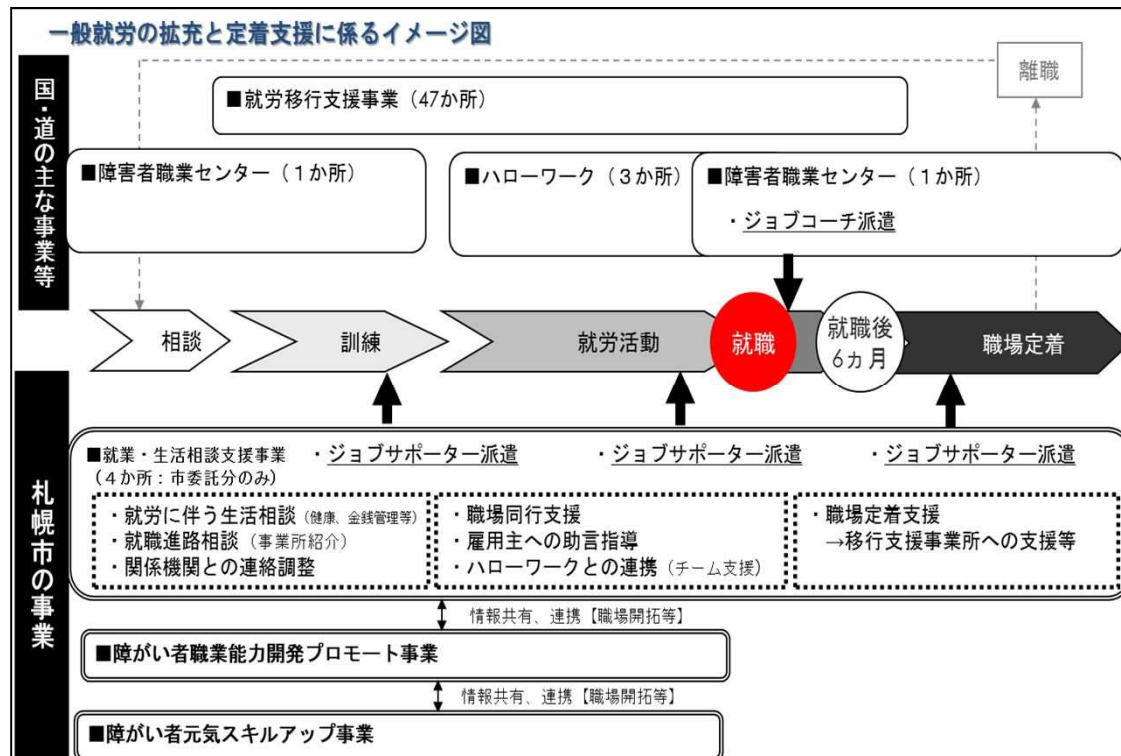 一般就労の拡充と定着支援に係るイメージ図
国・道の主な事業等
離職
■就労移行支援事業(47か所)
■障害者職業センター(1か所)
■ハローワーク(3か所)
■障害者職業センター(1か所)
・ジョブコーチ派遣
相談
訓練
就労活動
就職
就職後
6ヵ月
職場定着
札幌市の事業
■就業・生活相談支援事業
(4か所:市委託分のみ)
・ジョブサポーター派遣
・ジョブサポーター派遣
・ジョブサポーター派遣
・就労に伴う生活相談(健康、金銭管理等)
・就職進路相談(事業所紹介)
・関係機関との連絡調整
・職場同行支援
・雇用主への助言指導
・ハローワークとの連携(チーム支援)
・職場定着支援
→移行支援事業所への支援等
情報共有、連携【職場開拓等】
■障がい者職業能力開発プロモート事業
情報共有、連携【職場開拓等】
■障がい者元気スキルアップ事業